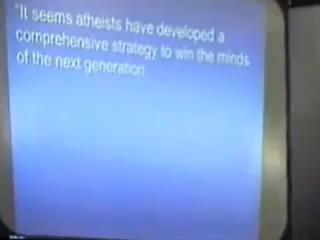 "It seems atheists have developed a
comprehensive strategy to win the minds
of the next generation